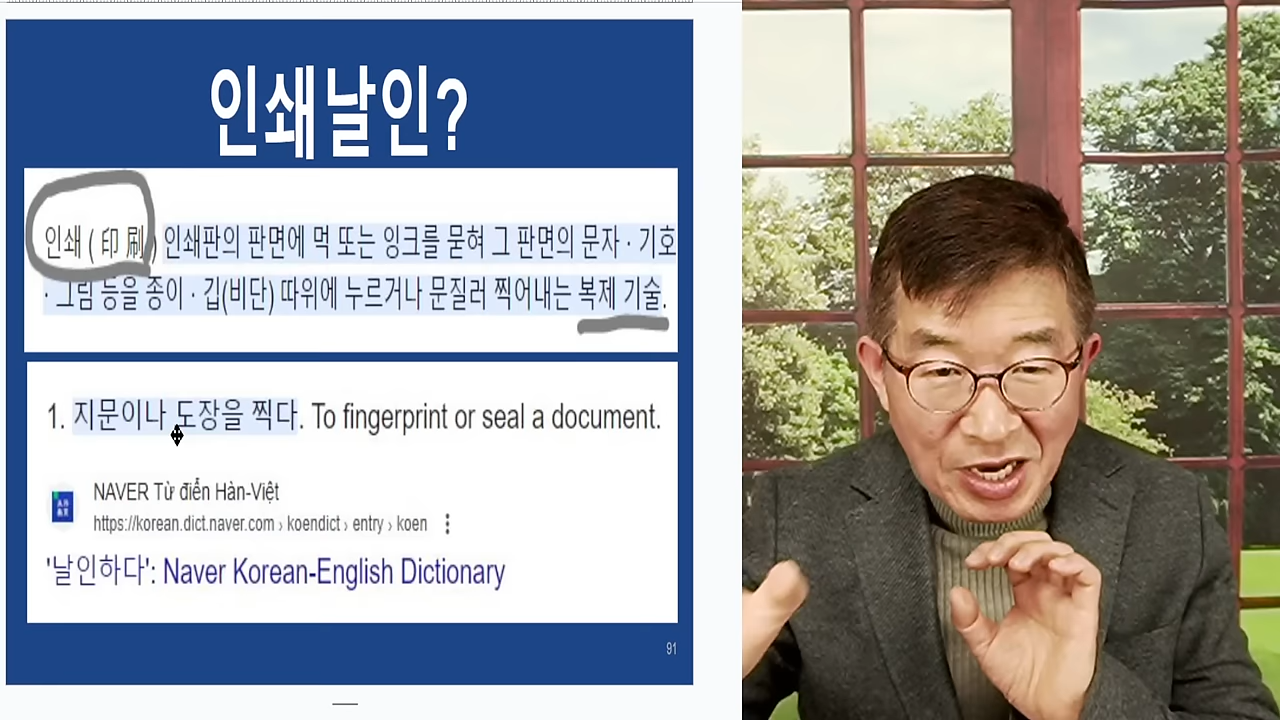 인쇄날인?
인쇄 ( 印 刷 ) 인쇄판의 판면에 먹 또는 잉크를 묻혀 그 판면의 문자 · 기호
· 그림 등을 종이 · 깁(비단) 따위에 누르거나 문질러 찍어내는 복제 기술.
1. 지문이나 도장을 찍다. To fingerprint or seal a document.
NAVER Từ điển Hàn-Việt
https://korean.dict.naver.com › koendict › entry › koen
'날인하다': Naver Korean-English Dictionary
91